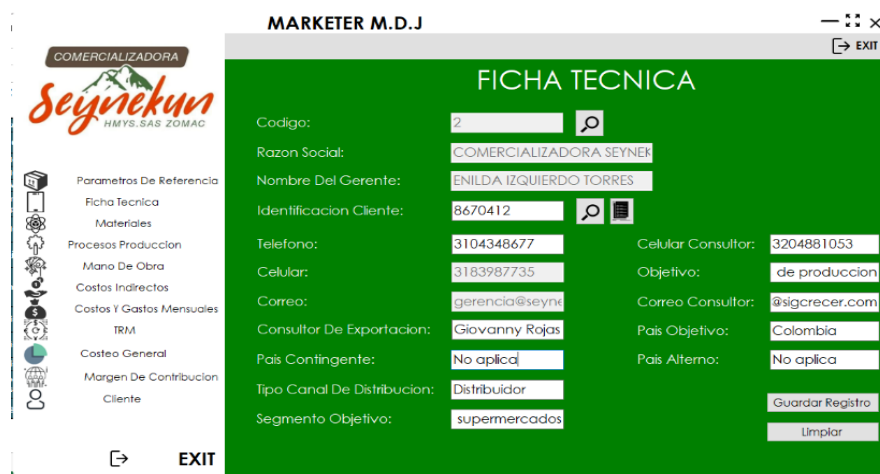 MARKETER M.D.J
EXIT
COMERCIALIZADORA
Seynekun
HMYS.SAS ZOMAC
Parametros De Referencia
Ficha Tecnica
Materiales
Procesos Produccion
Mano De Obra
Costos Indirectos
Costos Y Gastos Mensuales
TRM
Costeo General
Margen De Contribucion
Cliente
EXIT
FICHA TECNICA
Codigo: 2
Razon Social: COMERCIALIZADORA SEYNEK
Nombre Del Gerente: ENILDA IZQUIERDO TORRES
Identificacion Cliente: 8670412
Telefono: 3104348677 Celular Consultor: 3204881053
Celular: 3183987735 Objetivo: de produccion
Correo: gerencia@seyne Correo Consultor: @sigcrecer.com
Consultor De Exportacion: Giovanny Rojas Pais Objetivo: Colombia
Pais Contingente: No aplica Pais Alterno: No aplica
Tipo Canal De Distribucion: Distribuidor
Segmento Objetivo: supermercados
Guardar Registro
Limpiar